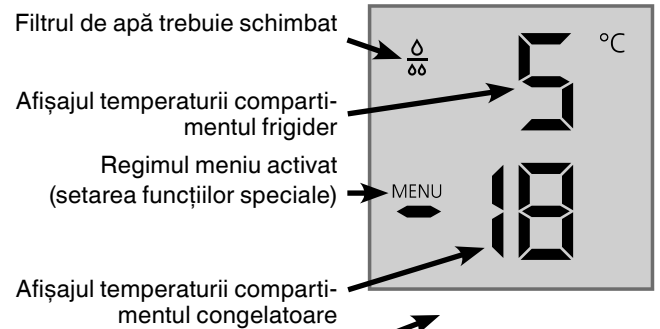 Filtrul de apă trebuie schimbat
°C
5
Afișajul temperaturii comparti-
mentul frigider
Regimul meniu activat
(setarea funcțiilor speciale)
MENU
-18
Afișajul temperaturii comparti-
mentul congelatoare